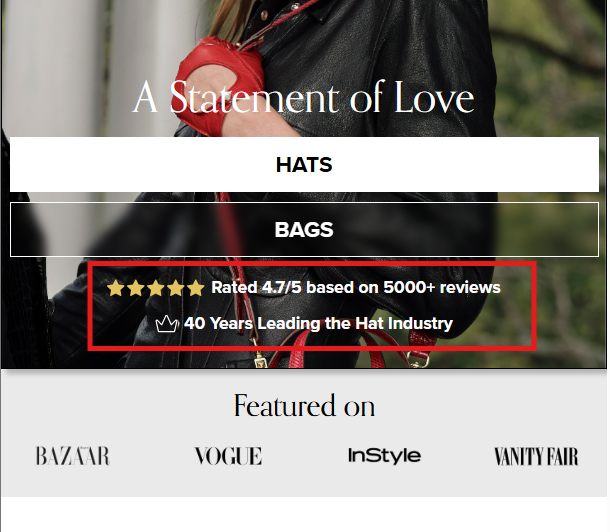 A Statement of Love
HATS
BAGS
Rated 4.7/5 based on 5000+ reviews
40 Years Leading the Hat Industry
Featured on
BAZAAR
VOGUE
InStyle
VANITY FAIR